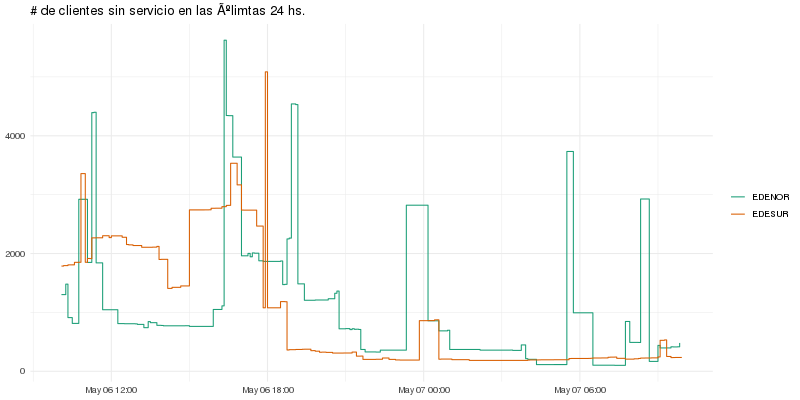 # de clientes sin servicio en las Ãºlimtas 24 hs.
4000
2000
0
May 06 12:00
May 06 18:00
May 07 00:00
May 07 06:00
EDENOR
EDESUR